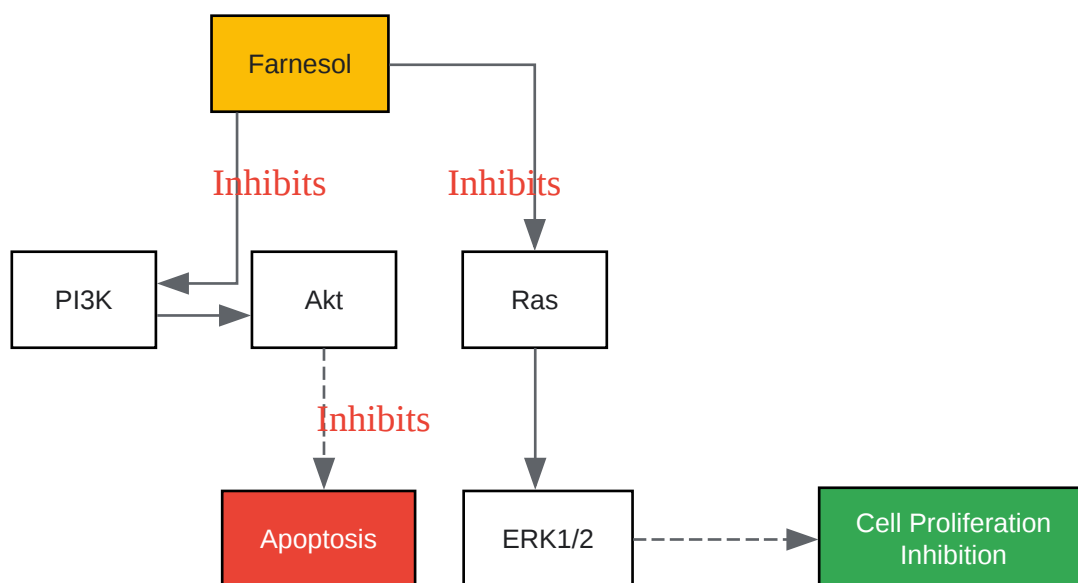 Farnesol
Inhibits
Inhibits
PI3K
Akt
Ras
Inhibits
Apoptosis
ERK1/2
Cell Proliferation
Inhibition